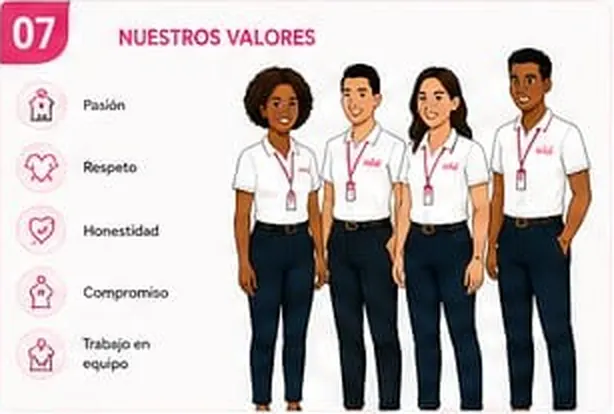 07
NUESTROS VALORES
Pasión
Respeto
Honestidad
Compromiso
Trabajo en
equipo